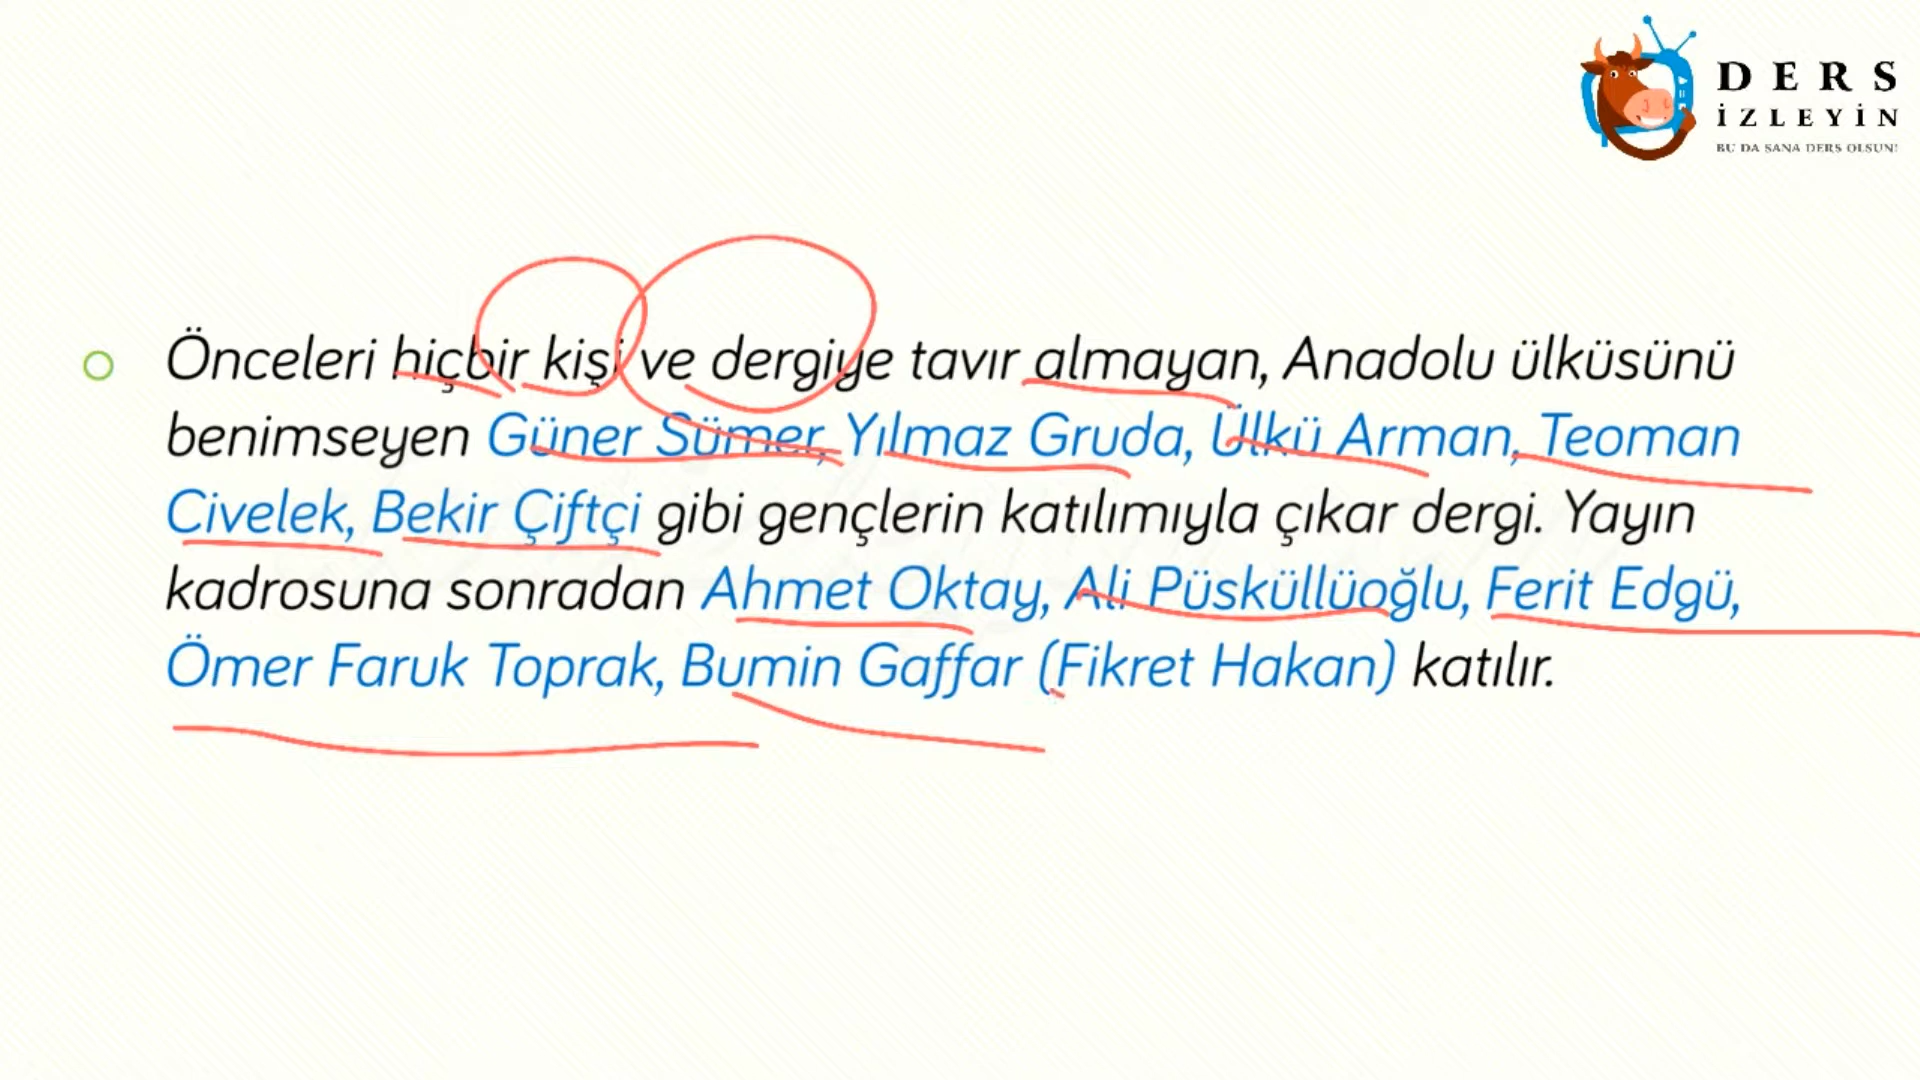 DERS
İZLEYİN
BU DA SANA DERS OLSUN!
Önceleri hiçbir kişi ve dergiye tavır almayan, Anadolu ülküsünü
benimseyen Güner Sümer, Yılmaz Gruda, Ülkü Arman, Teoman
Civelek, Bekir Çiftçi gibi gençlerin katılımıyla çıkar dergi. Yayın
kadrosuna sonradan Ahmet Oktay, Ali Püsküllüoğlu, Ferit Edgü,
Ömer Faruk Toprak, Bumin Gaffar (Fikret Hakan) katılır.